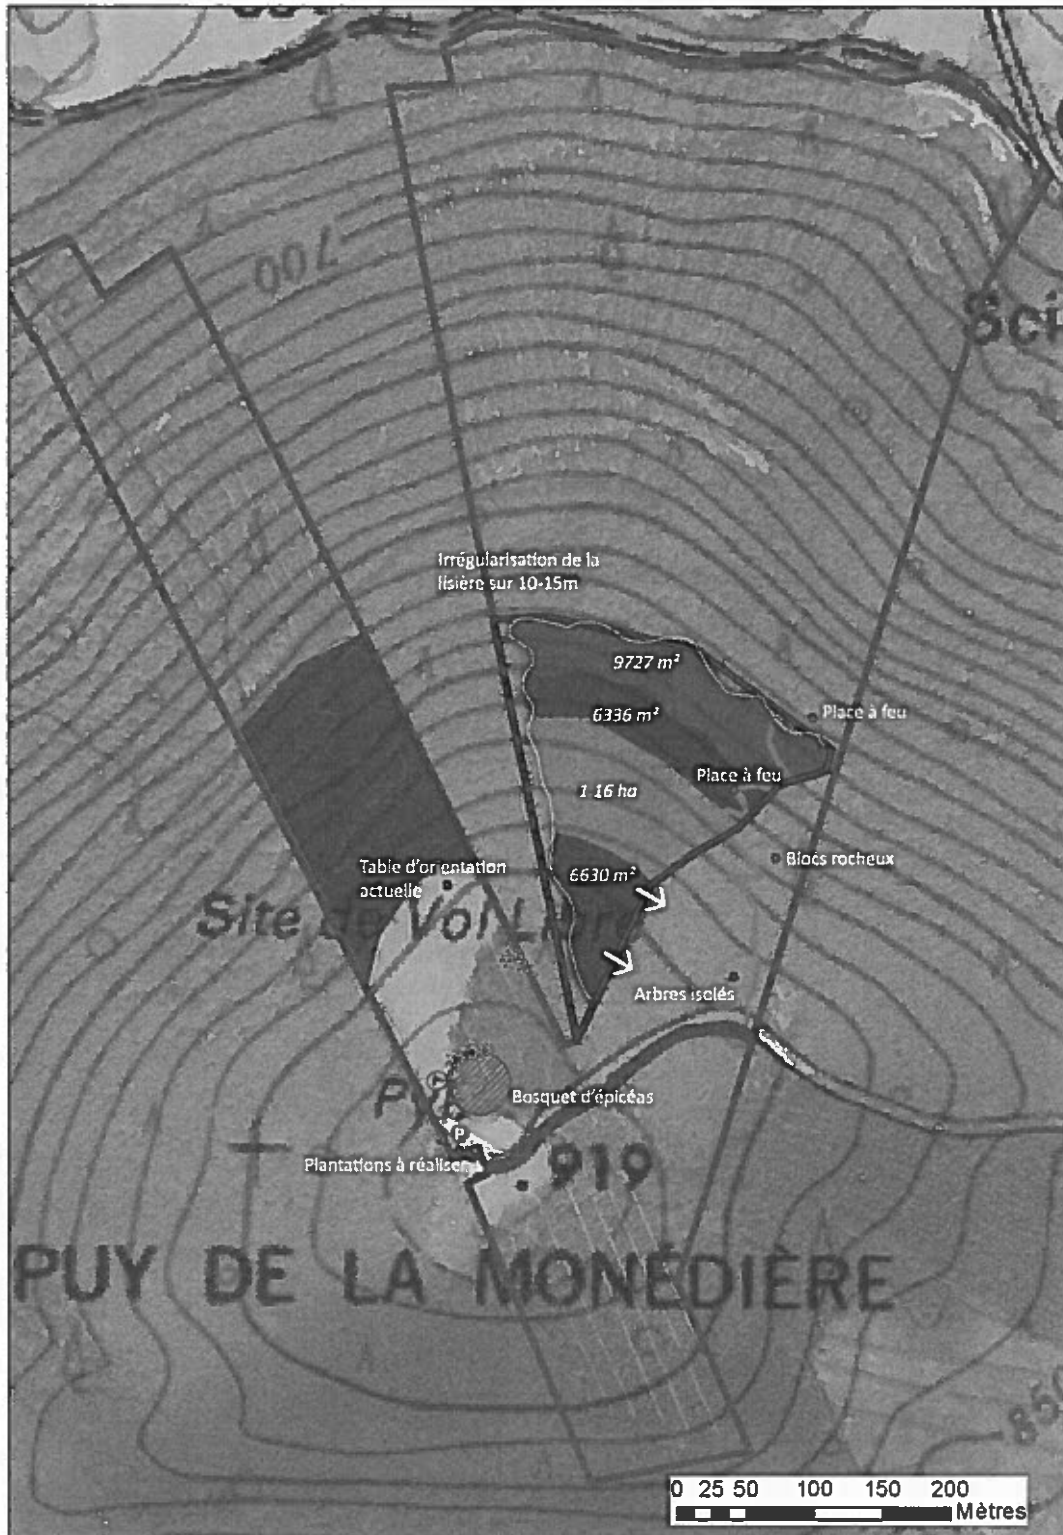 700
Sci
Irrégularisation de la
lisière sur 10-15m
9727 m²
6336 m²
Place à feu
Place à feu
1 16 ha
Blocs rocheux
Table d'orientation
actuelle
6630 m²
Site de Vol Libre
Arbres isolés
Bosquet d'épicéas
P
P
Plantations à réaliser
919
PUY DE LA MONÉDIÈRE
850
0 25 50 100 150 200
Mètres